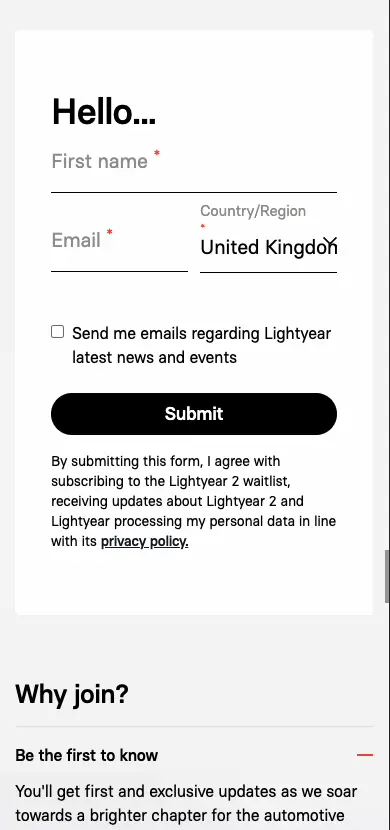 Hello...
First name *
Country/Region
*
Email *
United Kingdom
Send me emails regarding Lightyear
latest news and events
Submit
By submitting this form, I agree with
subscribing to the Lightyear 2 waitlist,
receiving updates about Lightyear 2 and
Lightyear processing my personal data in line
with its privacy policy.
Why join?
Be the first to know
You'll get first and exclusive updates as we soar
towards a brighter chapter for the automotive